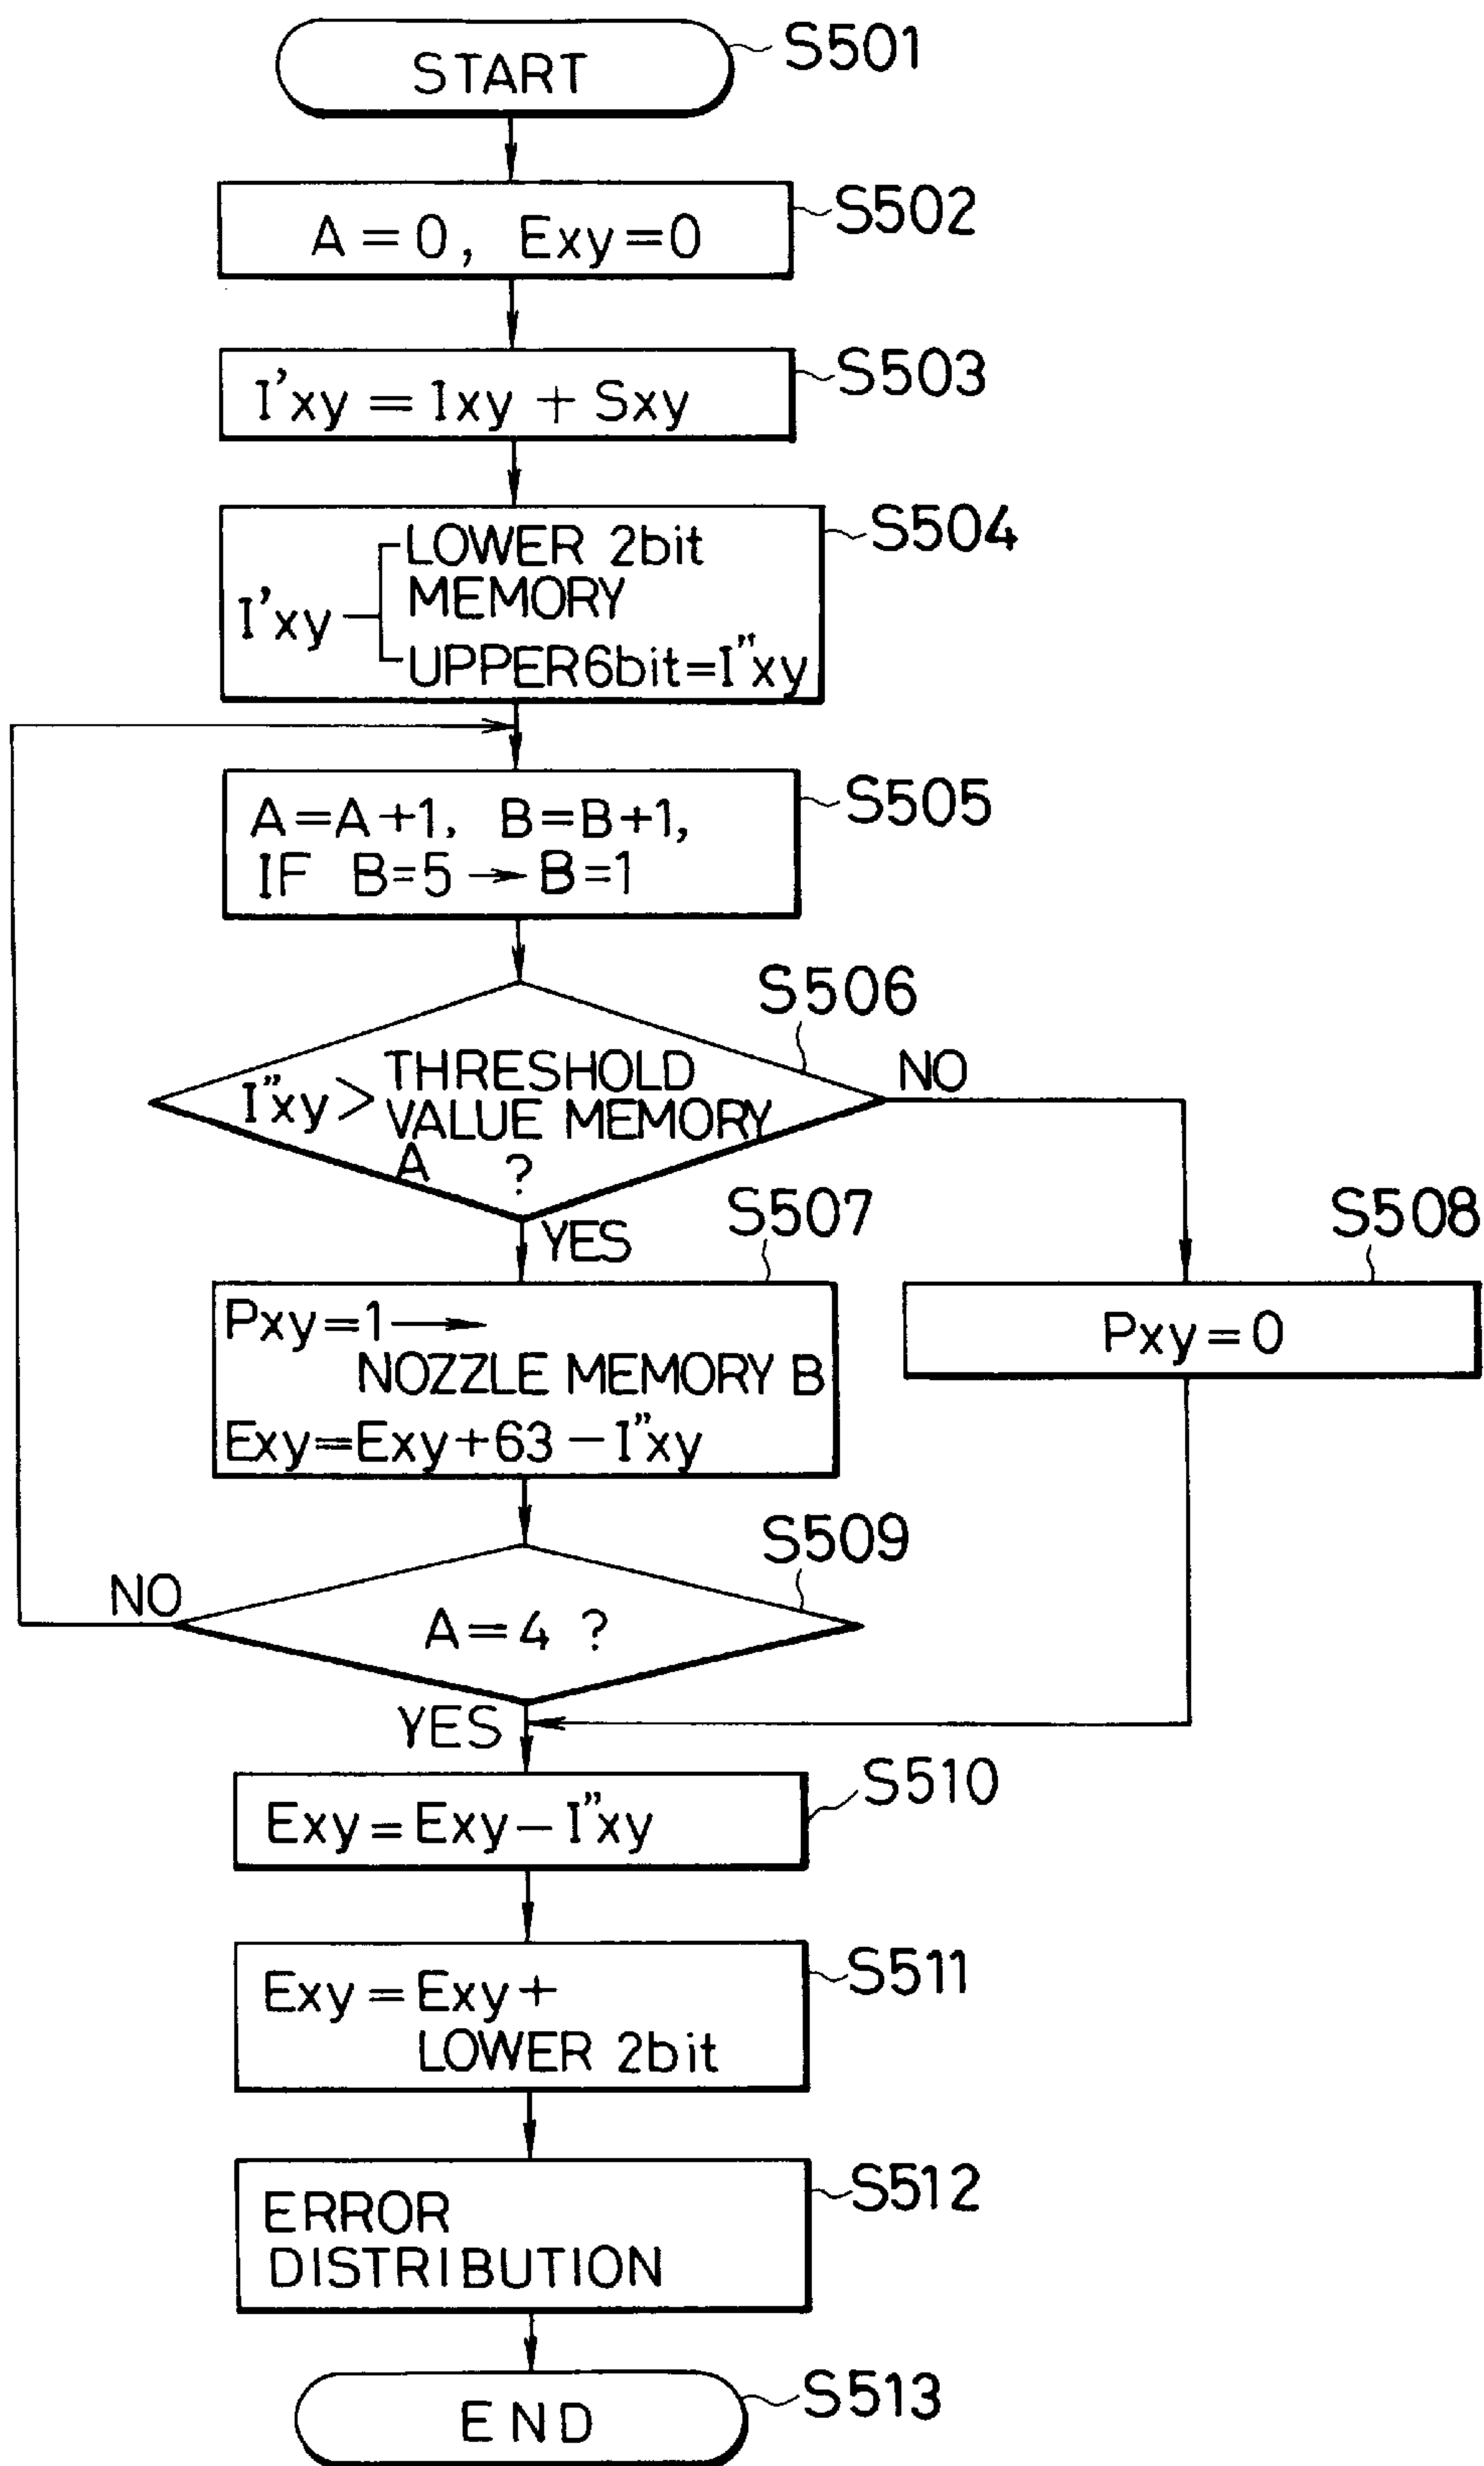 START
S501
A=0, Exy=0
S502
I'xy = Ixy + Sxy
S503
LOWER 2bit
MEMORY
I'xy
UPPER6bit=I"xy
S504
A=A+1, B=B+1,
IF B=5→B=1
S505
S506
THRESHOLD
I"xy> VALUE MEMORY
A ?
NO
YES
S507
Pxy=1→
NOZZLE MEMORY B
Exy=Exy+63-I"xy
S508
Pxy=0
S509
A=4 ?
NO
YES
S510
Exy=Exy-I"xy
S511
Exy=Exy+
LOWER 2bit
S512
ERROR
DISTRIBUTION
END
S513